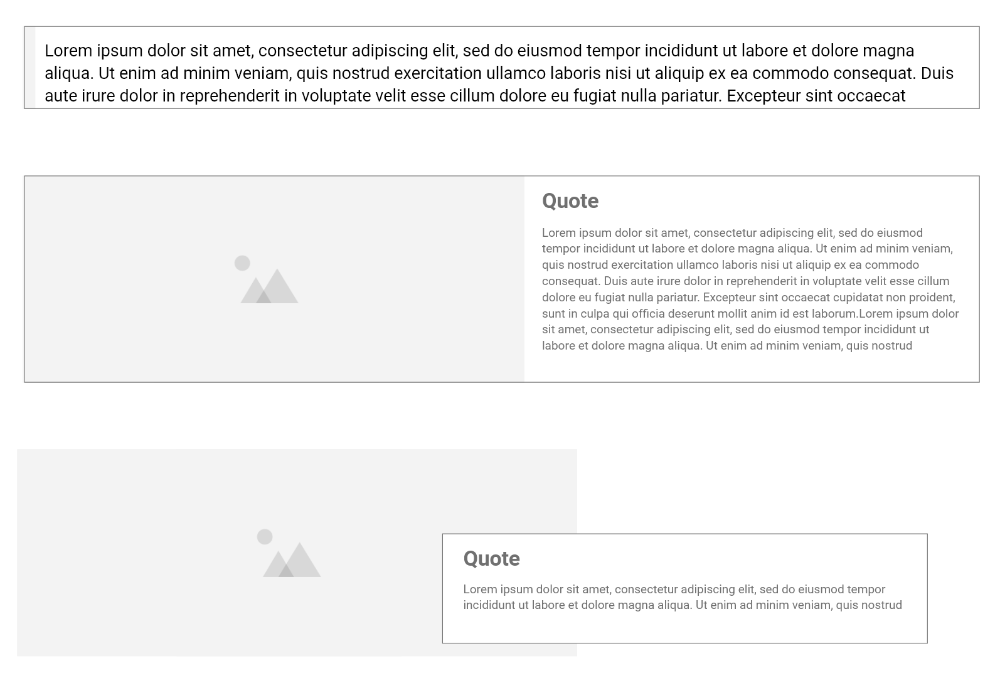 Lorem ipsum dolor sit amet, consectetur adipiscing elit, sed do eiusmod tempor incididunt ut labore et dolore magna
aliqua. Ut enim ad minim veniam, quis nostrud exercitation ullamco laboris nisi ut aliquip ex ea commodo consequat. Duis
aute irure dolor in reprehenderit in voluptate velit esse cillum dolore eu fugiat nulla pariatur. Excepteur sint occaecat
Quote
Lorem ipsum dolor sit amet, consectetur adipiscing elit, sed do eiusmod
tempor incididunt ut labore et dolore magna aliqua. Ut enim ad minim veniam,
quis nostrud exercitation ullamco laboris nisi ut aliquip ex ea commodo
consequat. Duis aute irure dolor in reprehenderit in voluptate velit esse cillum
dolore eu fugiat nulla pariatur. Excepteur sint occaecat cupidatat non proident,
sunt in culpa qui officia deserunt mollit anim id est laborum.Lorem ipsum dolor
sit amet, consectetur adipiscing elit, sed do eiusmod tempor incididunt ut
labore et dolore magna aliqua. Ut enim ad minim veniam, quis nostrud
Quote
Lorem ipsum dolor sit amet, consectetur adipiscing elit, sed do eiusmod tempor
incididunt ut labore et dolore magna aliqua. Ut enim ad minim veniam, quis nostrud